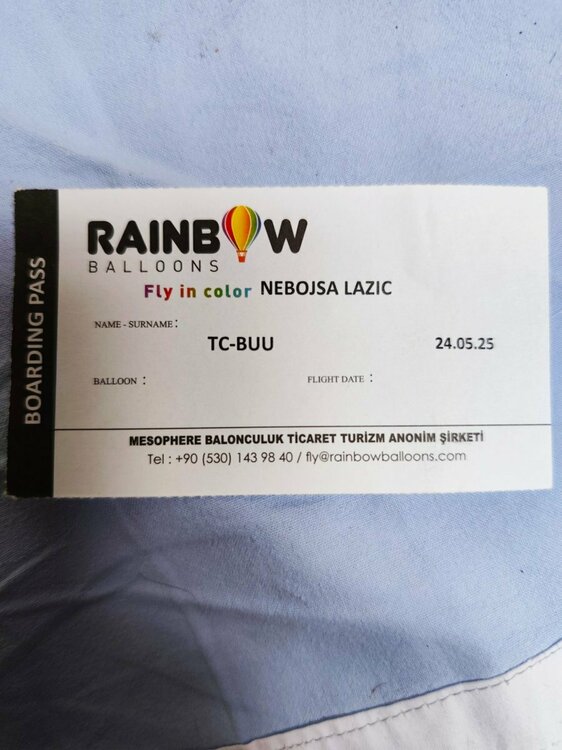 BOARDING PASS
RAINBOW
BALLOONS
Fly in color NEBOJSA LAZIC
NAME - SURNAME :
TC-BUU 24.05.25
BALLOON : FLIGHT DATE :
MESOPHERE BALONCULUK TİCARET TURİZM ANONİM ŞİRKETİ
Tel : +90 (530) 143 98 40 / fly@rainbowballoons.com